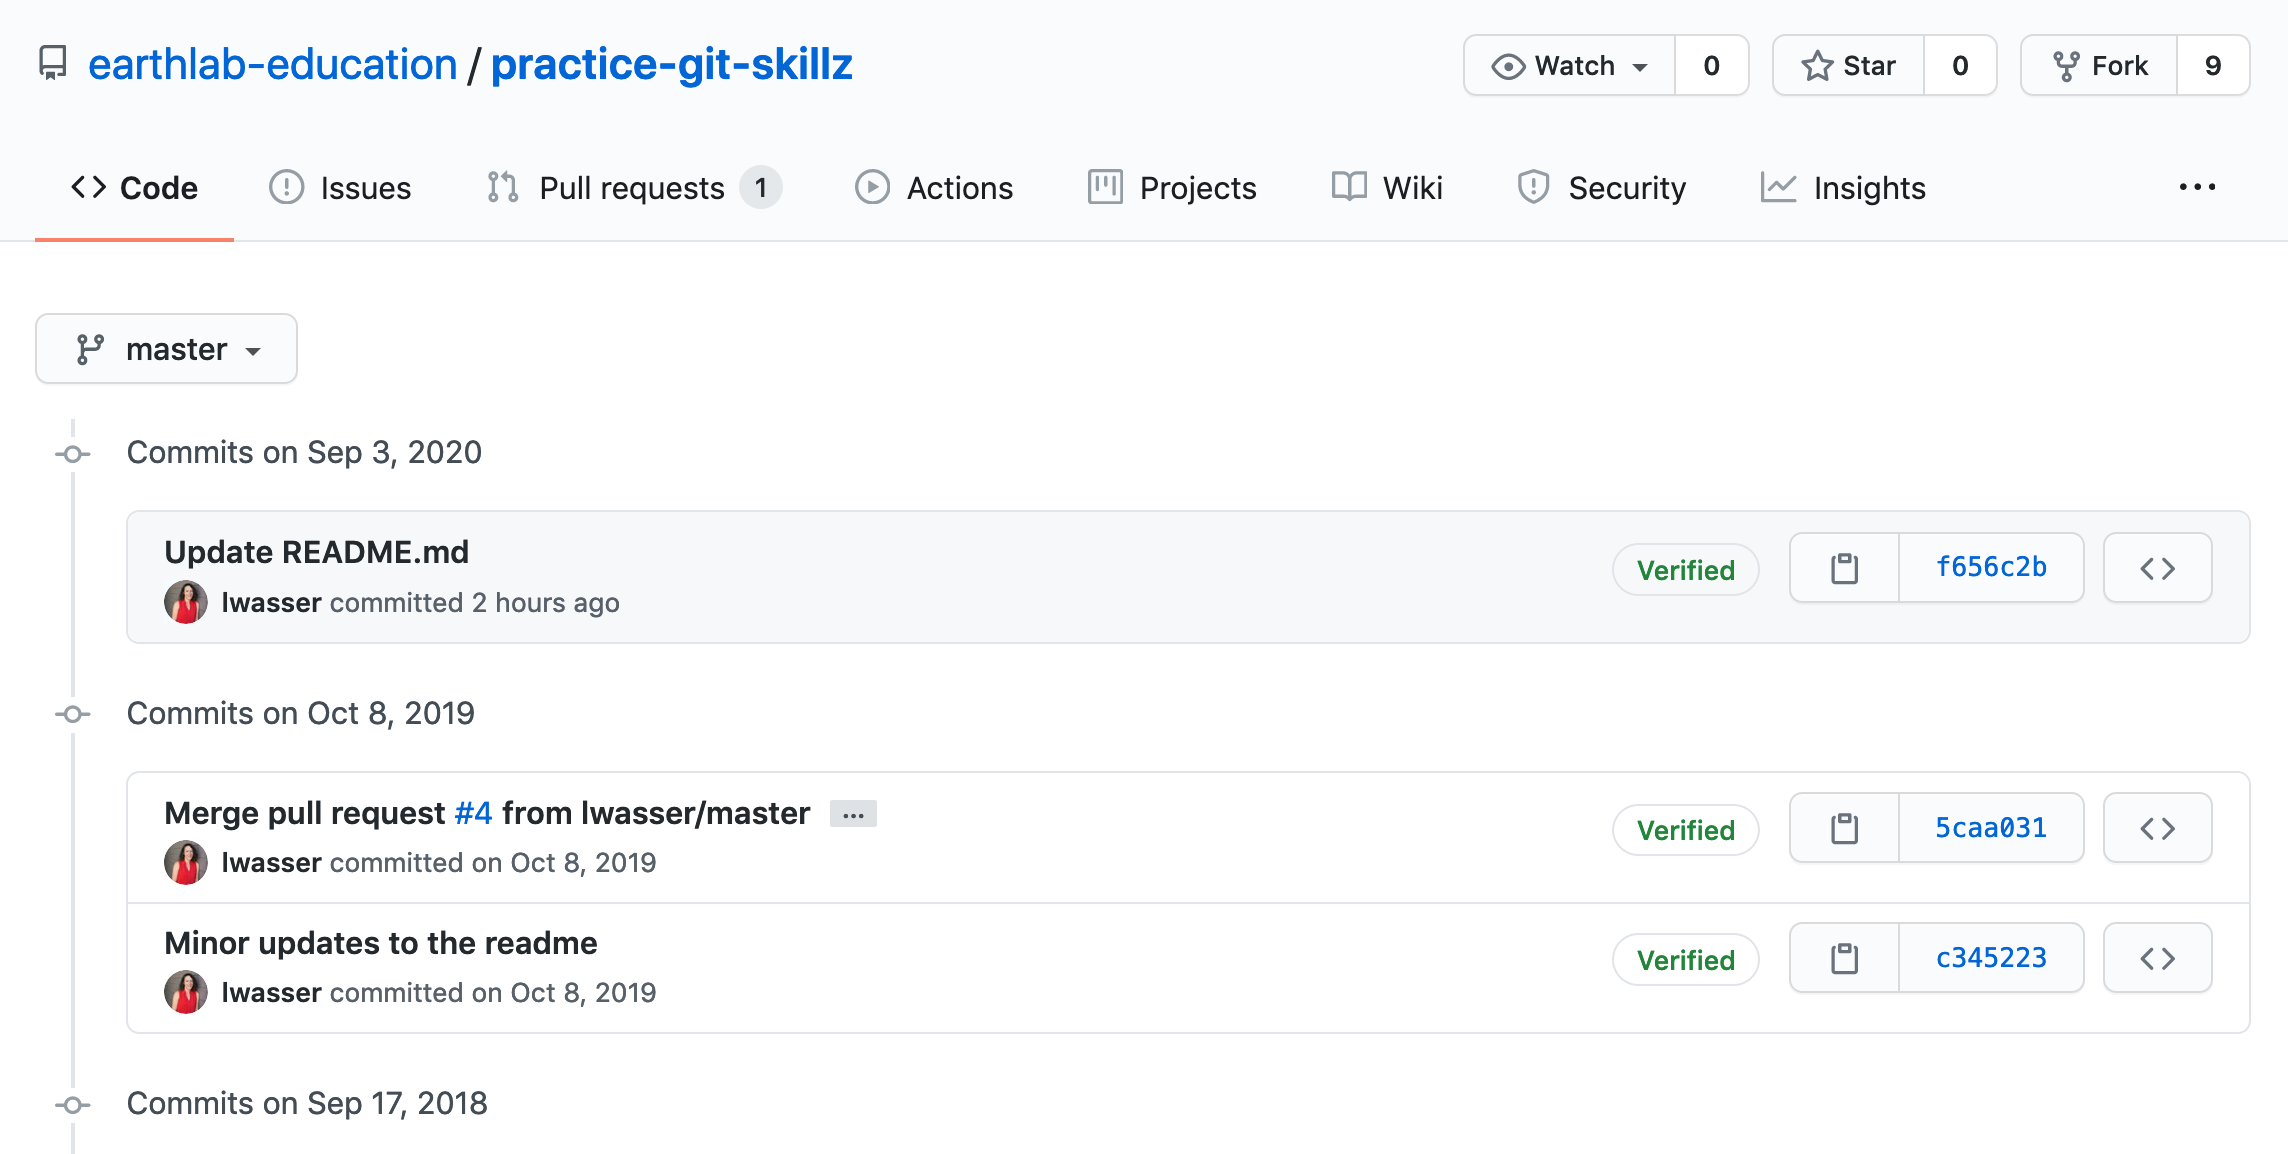 earthlab-education / practice-git-skillz
Watch 0 Star 0 Fork 9
Code Issues Pull requests 1 Actions Projects Wiki Security Insights ...
master
Commits on Sep 3, 2020
Update README.md
lwasser committed 2 hours ago
Verified f656c2b
Commits on Oct 8, 2019
Merge pull request #4 from lwasser/master ...
lwasser committed on Oct 8, 2019
Verified 5caa031
Minor updates to the readme
lwasser committed on Oct 8, 2019
Verified c345223
Commits on Sep 17, 2018